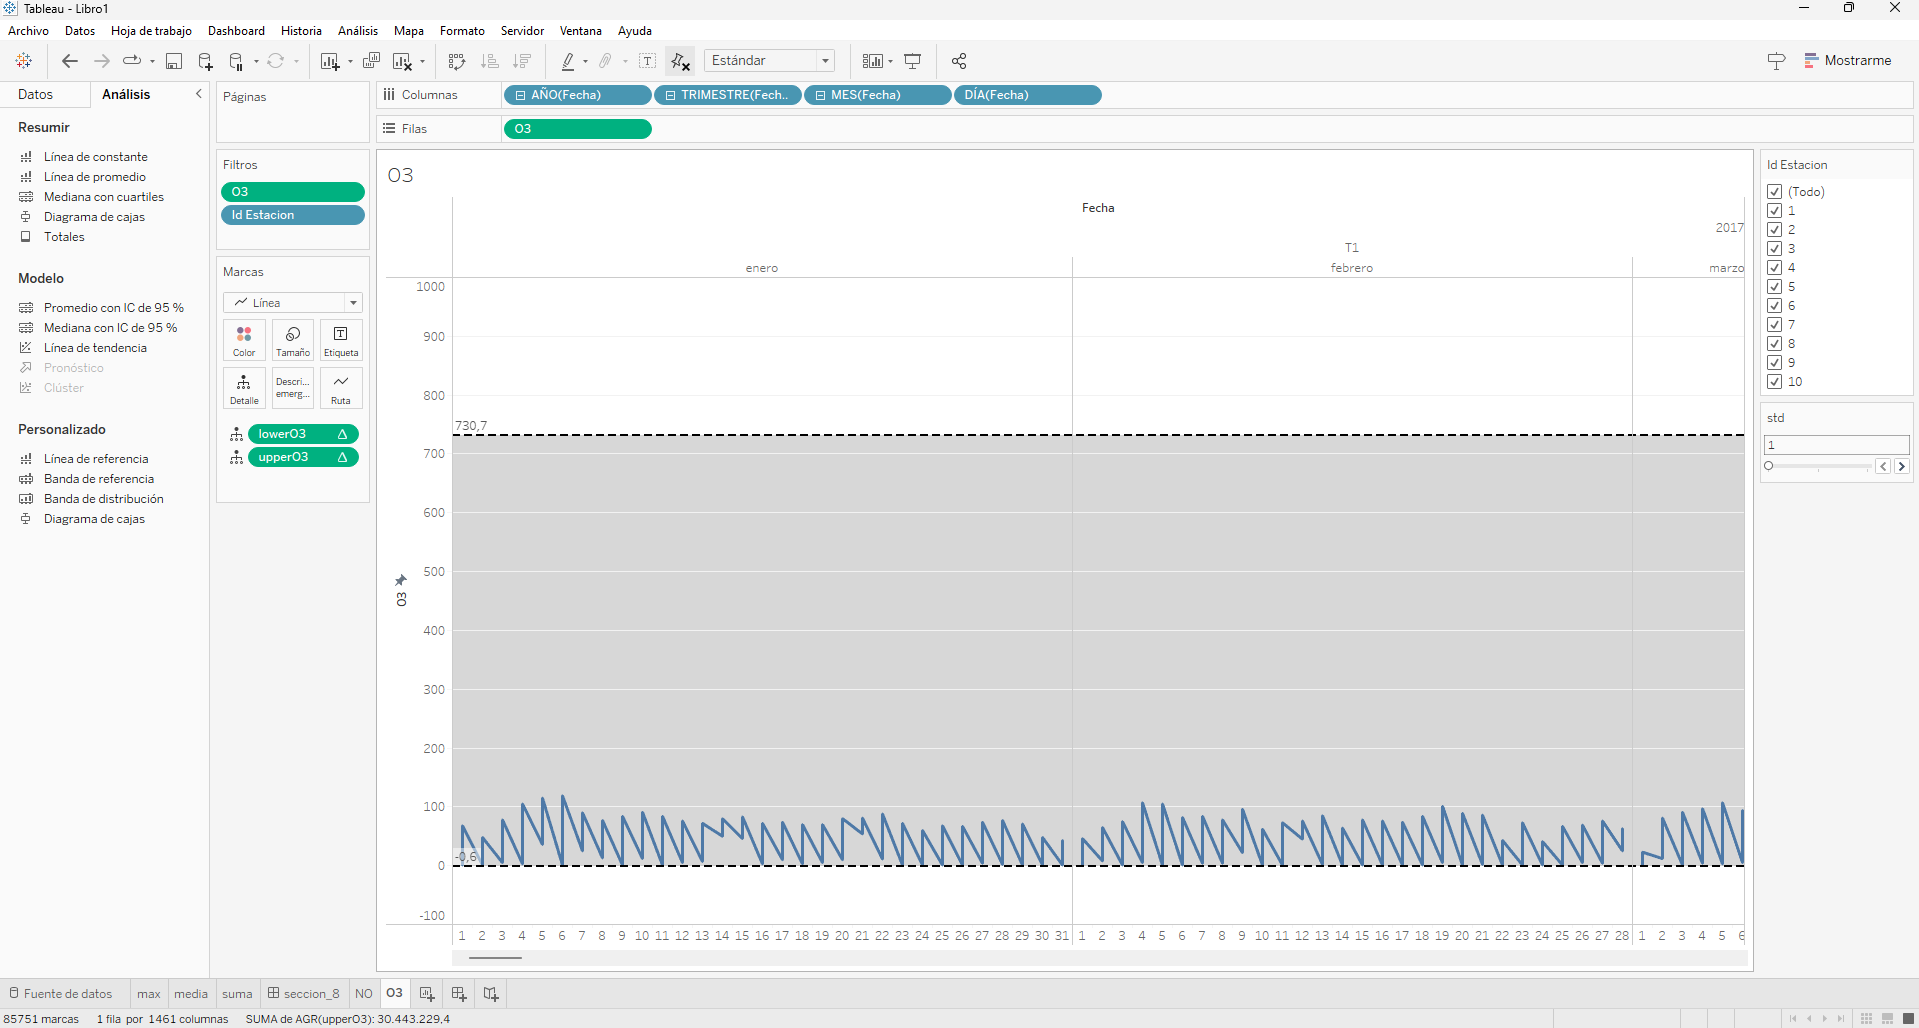 Tableau - Libro1
Archivo Datos Hoja de trabajo Dashboard Historia Análisis Mapa Formato Servidor Ventana Ayuda
Estándar
Mostrarme
Datos
Análisis
Resumir
Línea de constante
Línea de promedio
Mediana con cuartiles
Diagrama de cajas
Totales
Modelo
Promedio con IC de 95 %
Mediana con IC de 95 %
Línea de tendencia
Pronóstico
Clúster
Personalizado
Línea de referencia
Banda de referencia
Banda de distribución
Diagrama de cajas
Páginas
Filtros
O3
Id Estacion
Marcas
Línea
Color Tamaño Etiqueta
Detalle Descri... emerg... Ruta
lowerO3 Δ
upperO3 Δ
Columnas AÑO(Fecha) TRIMESTRE(Fech.. MES(Fecha) DÍA(Fecha)
Filas O3
O3
Fecha
2017
T1
enero febrero marzo
1000
900
800
730,7
700
600
500
400
300
200
100
-0,6
0
-100
O3
1 2 3 4 5 6 7 8 9 10 11 12 13 14 15 16 17 18 19 20 21 22 23 24 25 26 27 28 29 30 31 1 2 3 4 5 6 7 8 9 10 11 12 13 14 15 16 17 18 19 20 21 22 23 24 25 26 27 28 1 2 3 4 5 6
Id Estacion
(Todo)
1
2
3
4
5
6
7
8
9
10
std
1
Fuente de datos max media suma seccion_8 NO O3
85751 marcas 1 fila por 1461 columnas SUMA de AGR(upperO3): 30.443.229,4